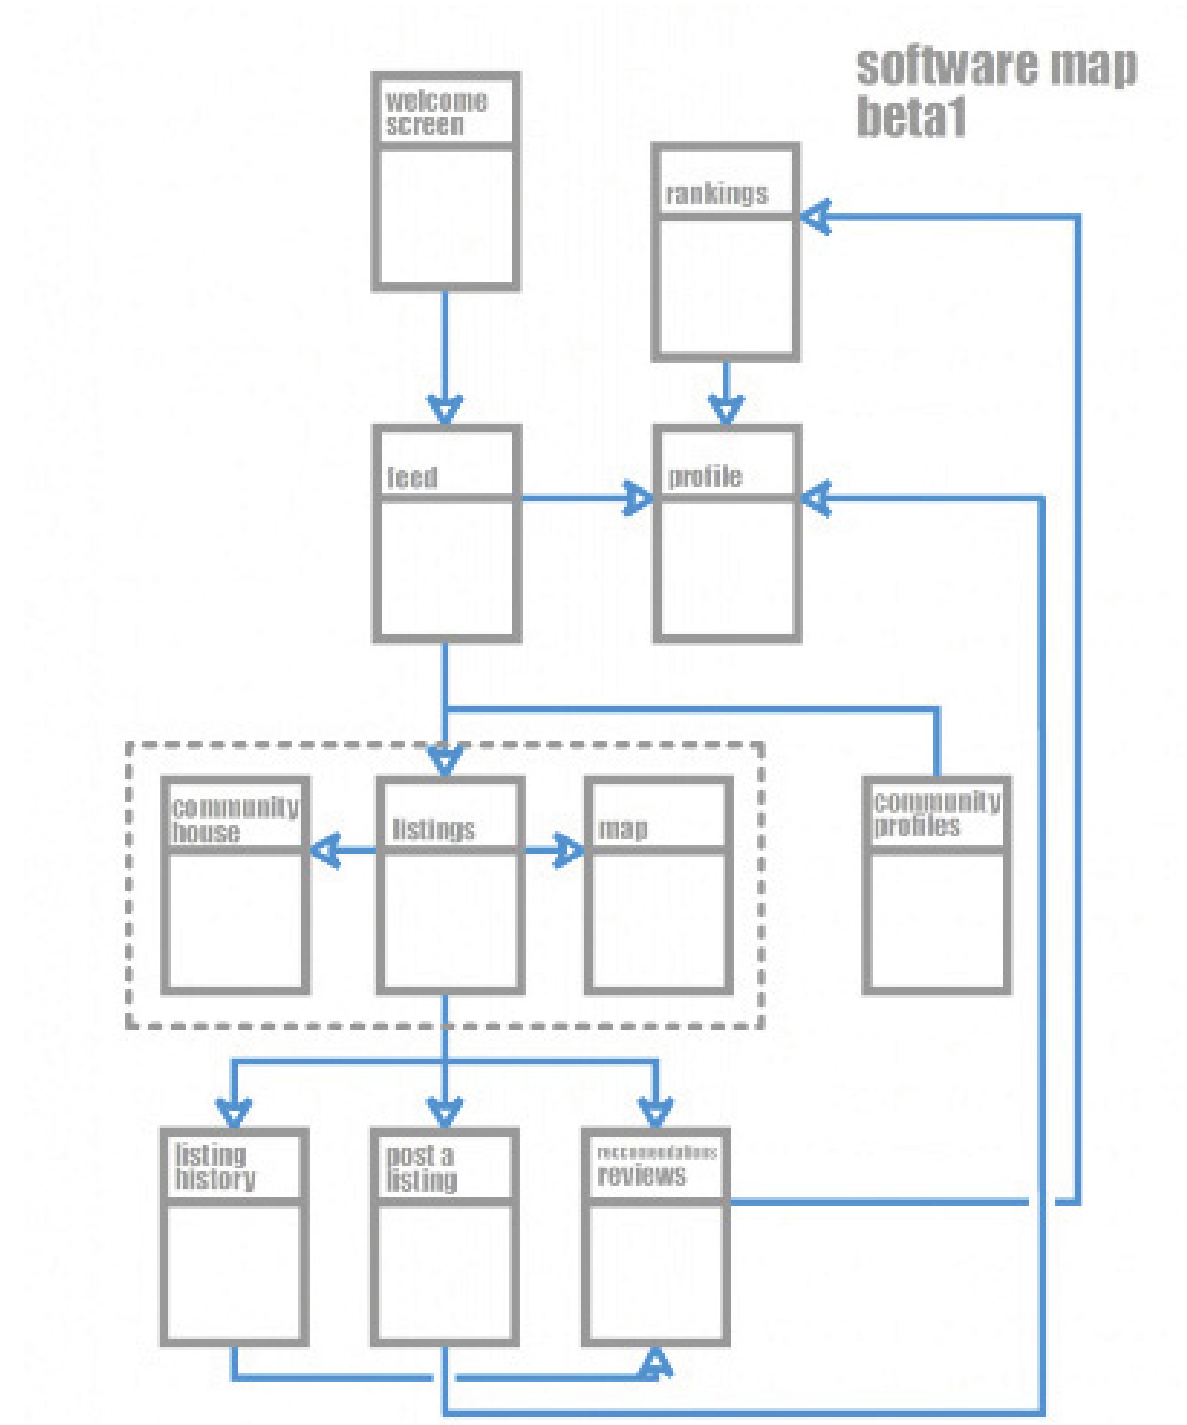 software map
beta1
welcome
screen
rankings
feed
profile
community
house
listings
map
community
profiles
listing
history
post a
listing
reccomendations
reviews